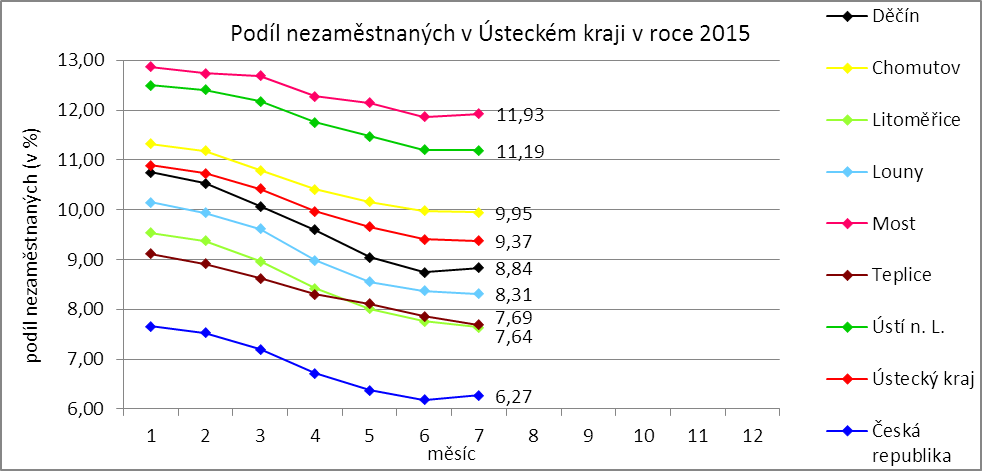 Podíl nezaměstnaných v Ústeckém kraji v roce 2015
podíl nezaměstnaných (v %)
13,00
12,00
11,00
10,00
9,00
8,00
7,00
6,00
11,93
11,19
9,95
9,37
8,84
8,31
7,69
7,64
6,27
1 2 3 4 5 6 7 8 9 10 11 12
měsíc
Děčín
Chomutov
Litoměřice
Louny
Most
Teplice
Ústí n. L.
Ústecký kraj
Česká
republika